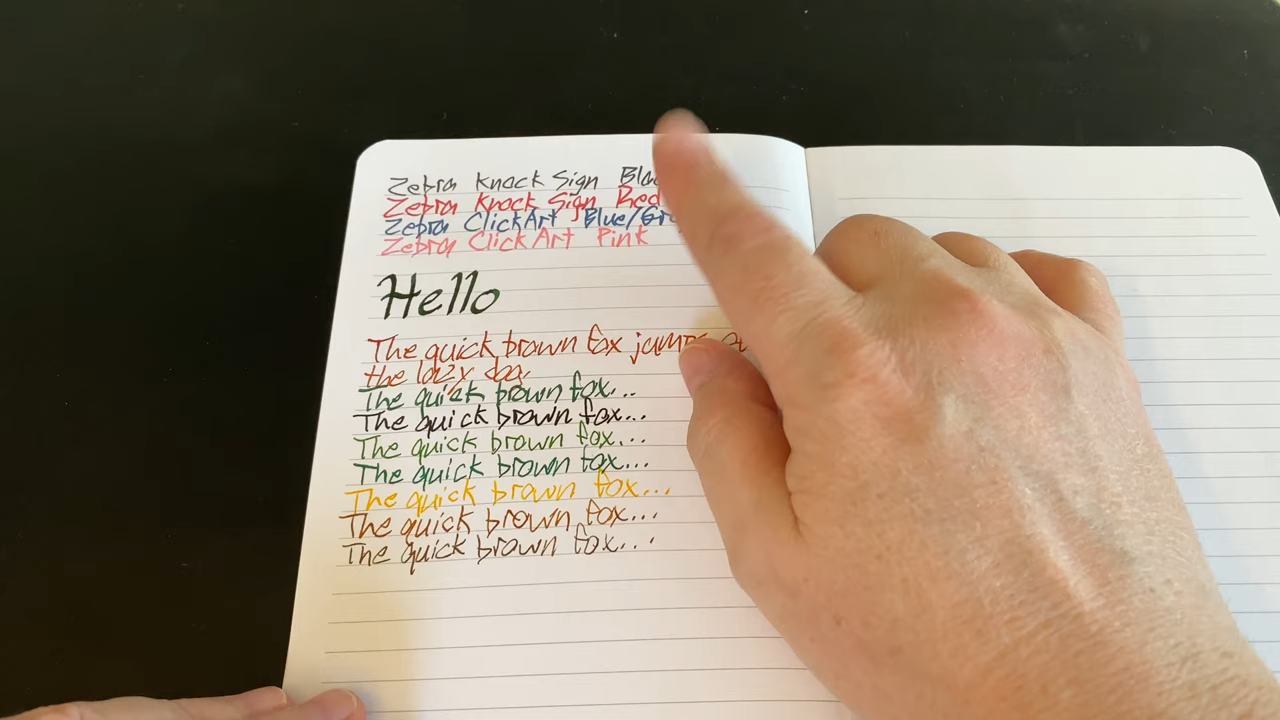 Zebra Knock Sign
Zebra Knock Sign Red
Zebra ClickArt
Zebra ClickArt Pink
Hello
The quick brown fox jumps
the lazy dog
The quick brown fox...
The quick brown fox...
The quick brown fox...
The quick brown fox...
The quick brown fox...
The quick brown fox...
The quick brown fox...